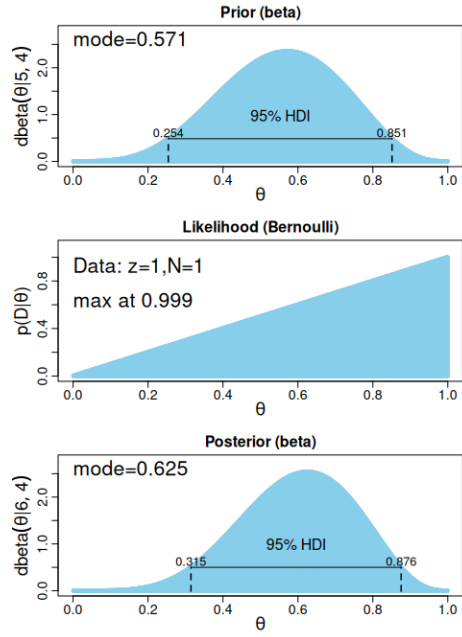 Prior (beta)
mode=0.571
dbeta(θ|5, 4)
0.0
1.0
2.0
95% HDI
0.254
0.851
0.0
0.2
0.4
0.6
0.8
1.0
θ
Likelihood (Bernoulli)
Data: z=1,N=1
max at 0.999
p(D|θ)
0.0
0.4
0.8
0.0
0.2
0.4
0.6
0.8
1.0
θ
Posterior (beta)
mode=0.625
dbeta(θ|6, 4)
0.0
1.0
2.0
95% HDI
0.315
0.876
0.0
0.2
0.4
0.6
0.8
1.0
θ